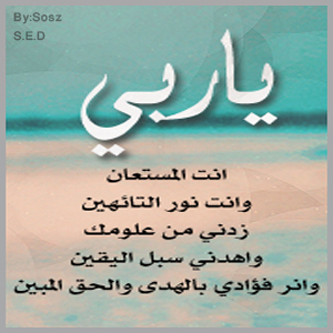 By:Sosz
S.E.D
ياربي
انت المستعان
وانت نور التائهين
زدني من علومك
واهدني سبل اليقين
وانر فؤادي بالهدى والحق المبين